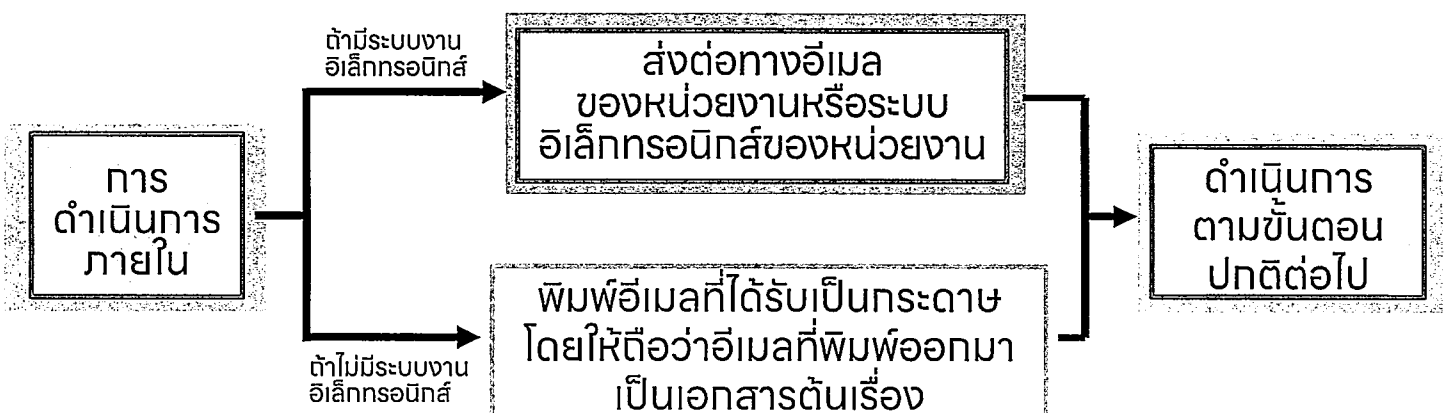 การ
ดำเนินการ
ภายใน
ถ้ามีระบบงาน
อิเล็กทรอนิกส์
ส่งต่อทางอีเมล
ของหน่วยงานหรือระบบ
อิเล็กทรอนิกส์ของหน่วยงาน
ถ้าไม่มีระบบงาน
อิเล็กทรอนิกส์
พิมพ์อีเมลที่ได้รับเป็นกระดาษ
โดยให้ถือว่าอีเมลที่พิมพ์ออกมา
เป็นเอกสารต้นเรื่อง
ดำเนินการ
ตามขั้นตอน
ปกติต่อไป